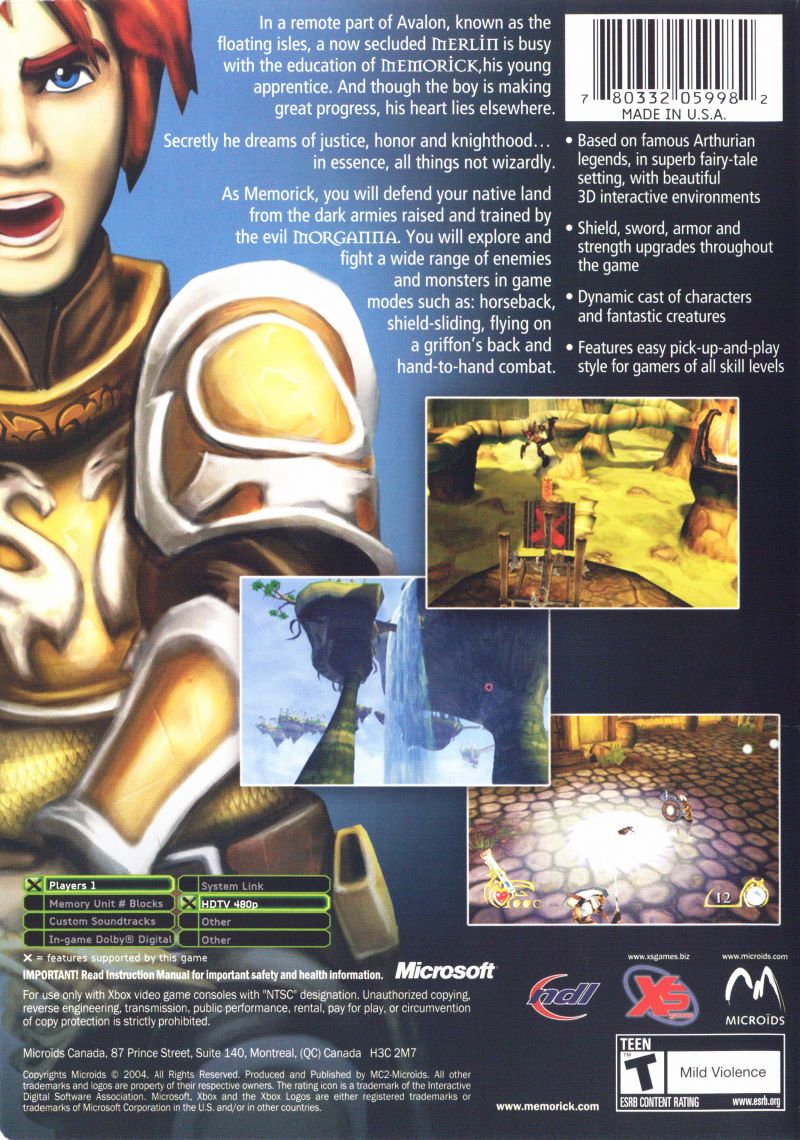 In a remote part of Avalon, known as the
floating isles, a now secluded MERLIN is busy
with the education of MEMORICK,his young
apprentice. And though the boy is making
great progress, his heart lies elsewhere.
Secretly he dreams of justice, honor and knighthood...
in essence, all things not wizardly.
As Memorick, you will defend your native land
from the dark armies raised and trained by
the evil MORGANNA. You will explore and
fight a wide range of enemies
and monsters in game
modes such as: horseback,
shield-sliding, flying on
a griffon's back and
hand-to-hand combat.
7 80332 05998 2
MADE IN U.S.A.
• Based on famous Arthurian
legends, in superb fairy-tale
setting, with beautiful
3D interactive environments
• Shield, sword, armor and
strength upgrades throughout
the game
• Dynamic cast of characters
and fantastic creatures
• Features easy pick-up-and-play
style for gamers of all skill levels
12
Players 1
Memory Unit # Blocks
Custom Soundtracks
In-game Dolby® Digital
System Link
HDTV 480p
Other
Other
X = features supported by this game
IMPORTANT! Read Instruction Manual for important safety and health information.
Microsoft
For use only with Xbox video game consoles with "NTSC" designation. Unauthorized copying,
reverse engineering, transmission, public performance, rental, pay for play, or circumvention
of copy protection is strictly prohibited.
Microïds Canada, 87 Prince Street, Suite 140, Montreal, (QC) Canada H3C 2M7
Copyrights Microids © 2004. All Rights Reserved. Produced and Published by MC2-Microids. All other
trademarks and logos are property of their respective owners. The rating icon is a trademark of the Interactive
Digital Software Association. Microsoft, Xbox and the Xbox Logos are either registered trademarks or
trademarks of Microsoft Corporation in the U.S. and/or in other countries.
hdl
www.xsgames.biz
XS
GAMES
www.microids.com
MICROÏDS
www.memorick.com
TEEN
T
TM
Mild Violence
ESRB CONTENT RATING
www.esrb.org